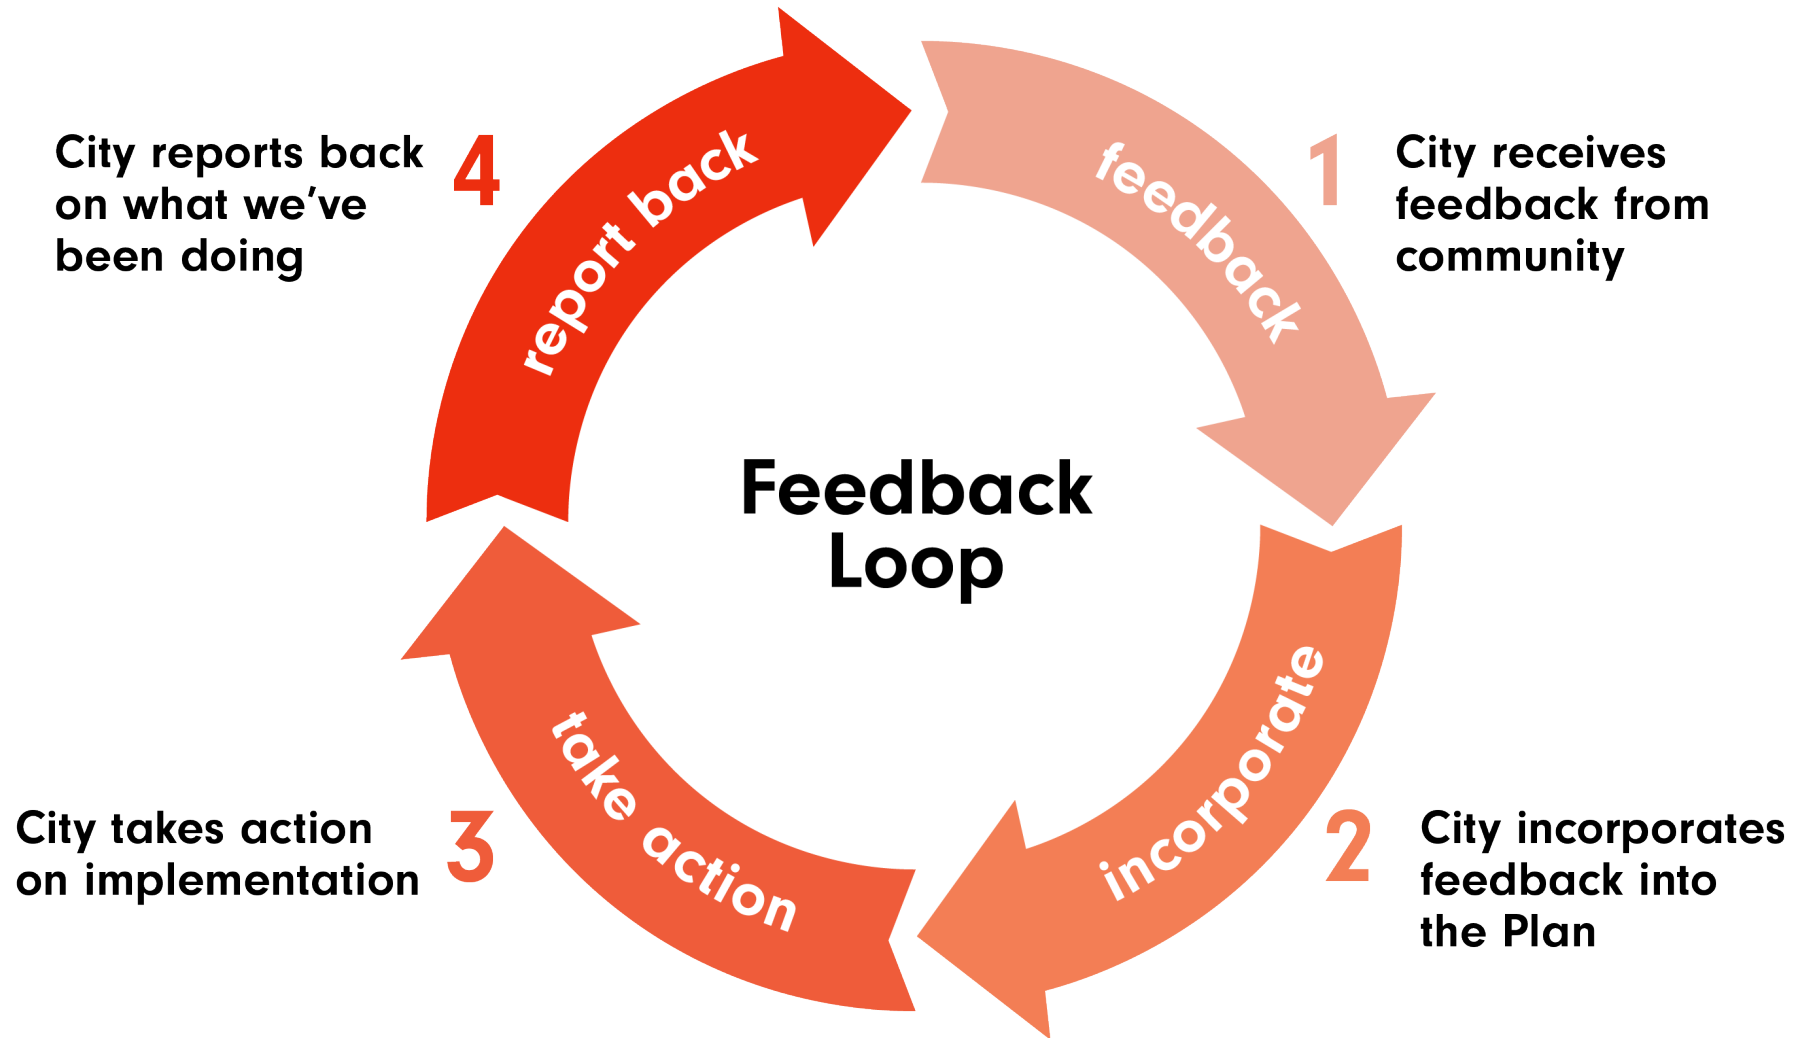 Feedback
Loop
feedback
1
City receives
feedback from
community
incorporate
2
City incorporates
feedback into
the Plan
take action
3
City takes action
on implementation
report back
4
City reports back
on what we’ve
been doing